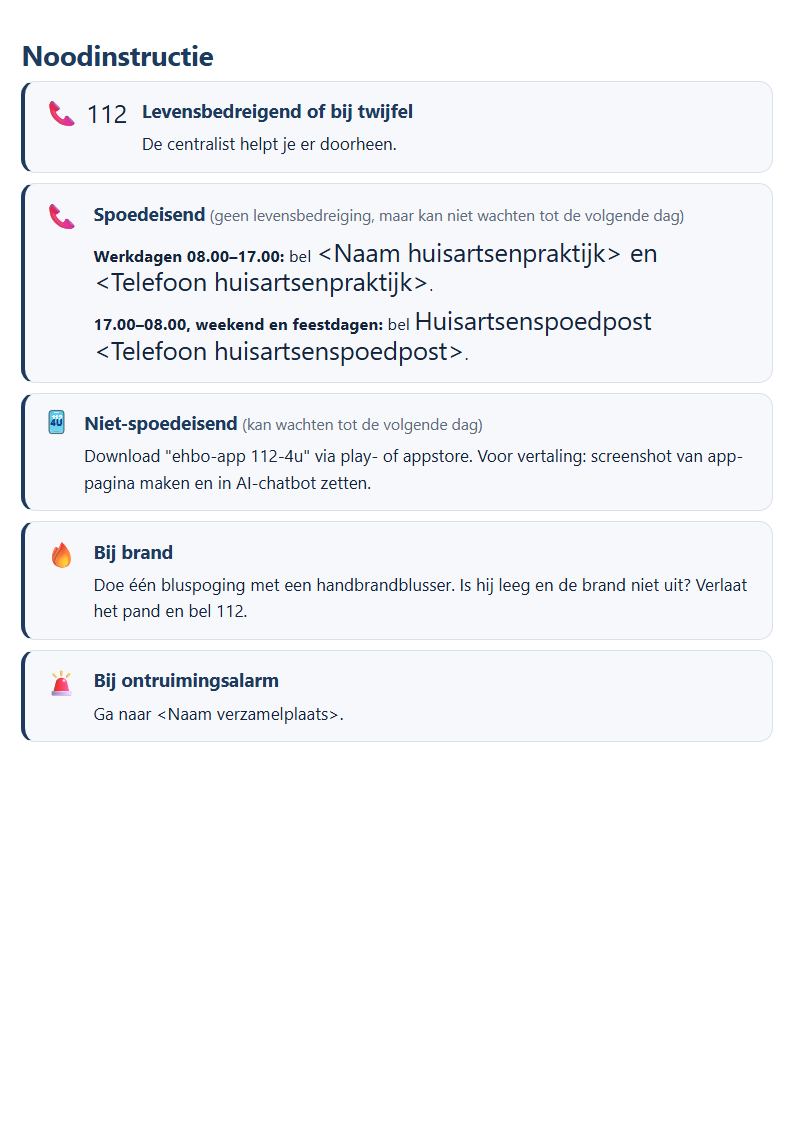 Noodinstructie
112 Levensbedreigend of bij twijfel
De centralist helpt je er doorheen.
Spoedeisend (geen levensbedreiging, maar kan niet wachten tot de volgende dag)
Werkdagen 08.00–17.00: bel <Naam huisartsenpraktijk> en
<Telefoon huisartsenpraktijk>.
17.00–08.00, weekend en feestdagen: bel Huisartsenspoedpost
<Telefoon huisartsenspoedpost>.
4U
Niet-spoedeisend (kan wachten tot de volgende dag)
Download "ehbo-app 112-4u" via play- of appstore. Voor vertaling: screenshot van app-
pagina maken en in AI-chatbot zetten.
Bij brand
Doe één bluspoging met een handbrandblusser. Is hij leeg en de brand niet uit? Verlaat
het pand en bel 112.
Bij ontruimingsalarm
Ga naar <Naam verzamelplaats>.